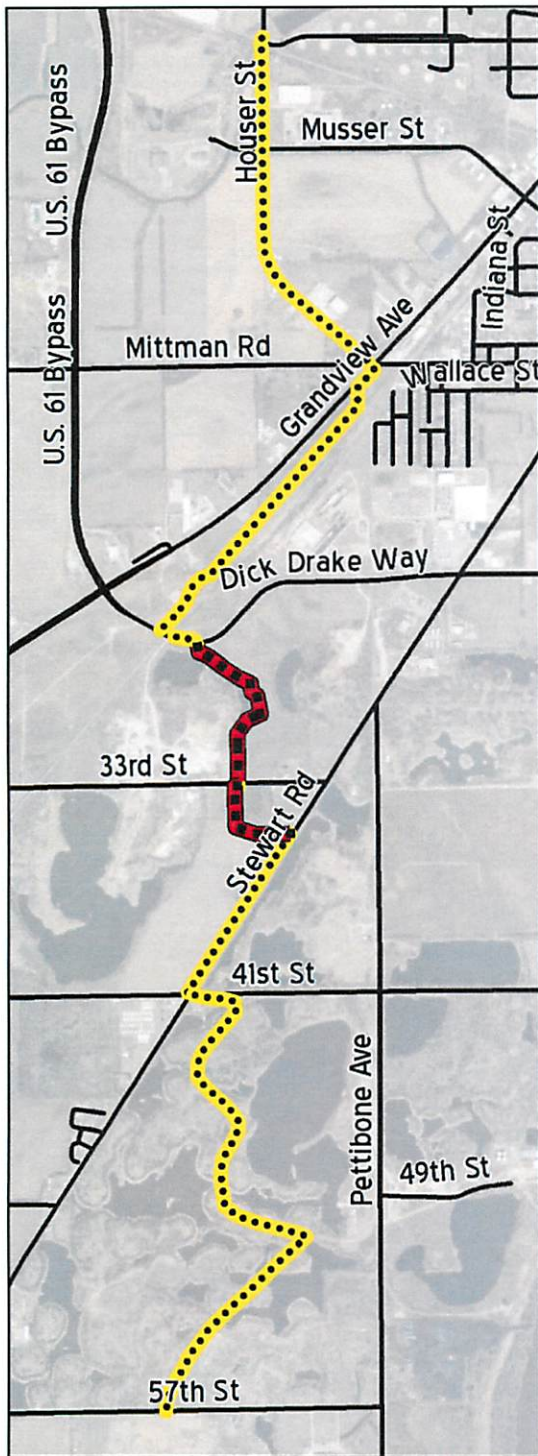 Houser St
U.S. 61 Bypass
Musser St
Indiana St
Mittman Rd
U.S. 61 Bypass
Grandview Ave
Wallace St
Dick Drake Way
33rd St
Stewart Rd
41st St
Pettibone Ave
49th St
57th St